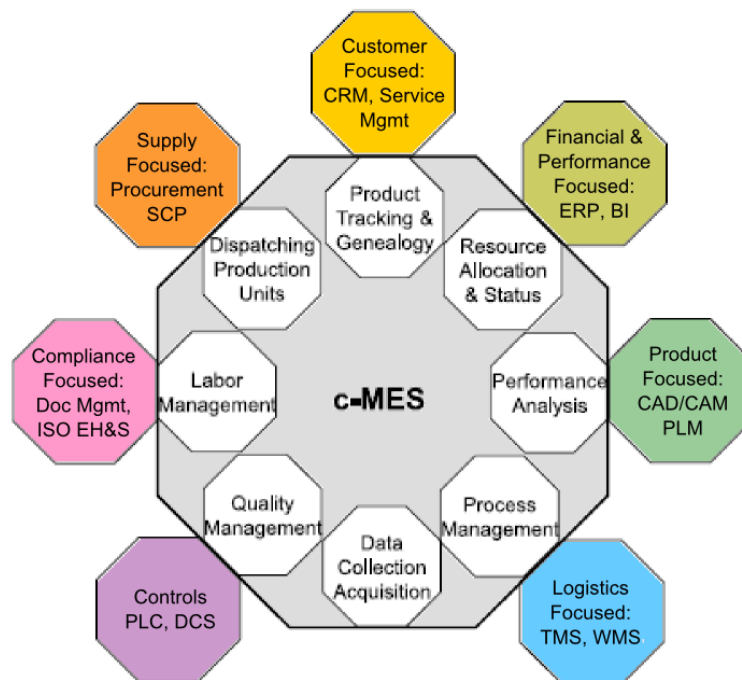 Customer
Focused:
CRM, Service
Mgmt
Supply
Focused:
Procurement
SCP
Financial &
Performance
Focused:
ERP, BI
Product
Tracking &
Genealogy
Dispatching
Production
Units
Resource
Allocation
& Status
Compliance
Focused:
Doc Mgmt,
ISO EH&S
Labor
Management
c-MES
Performance
Analysis
Product
Focused:
CAD/CAM
PLM
Quality
Management
Process
Management
Data
Collection
Acquisition
Controls
PLC, DCS
Logistics
Focused:
TMS, WMS